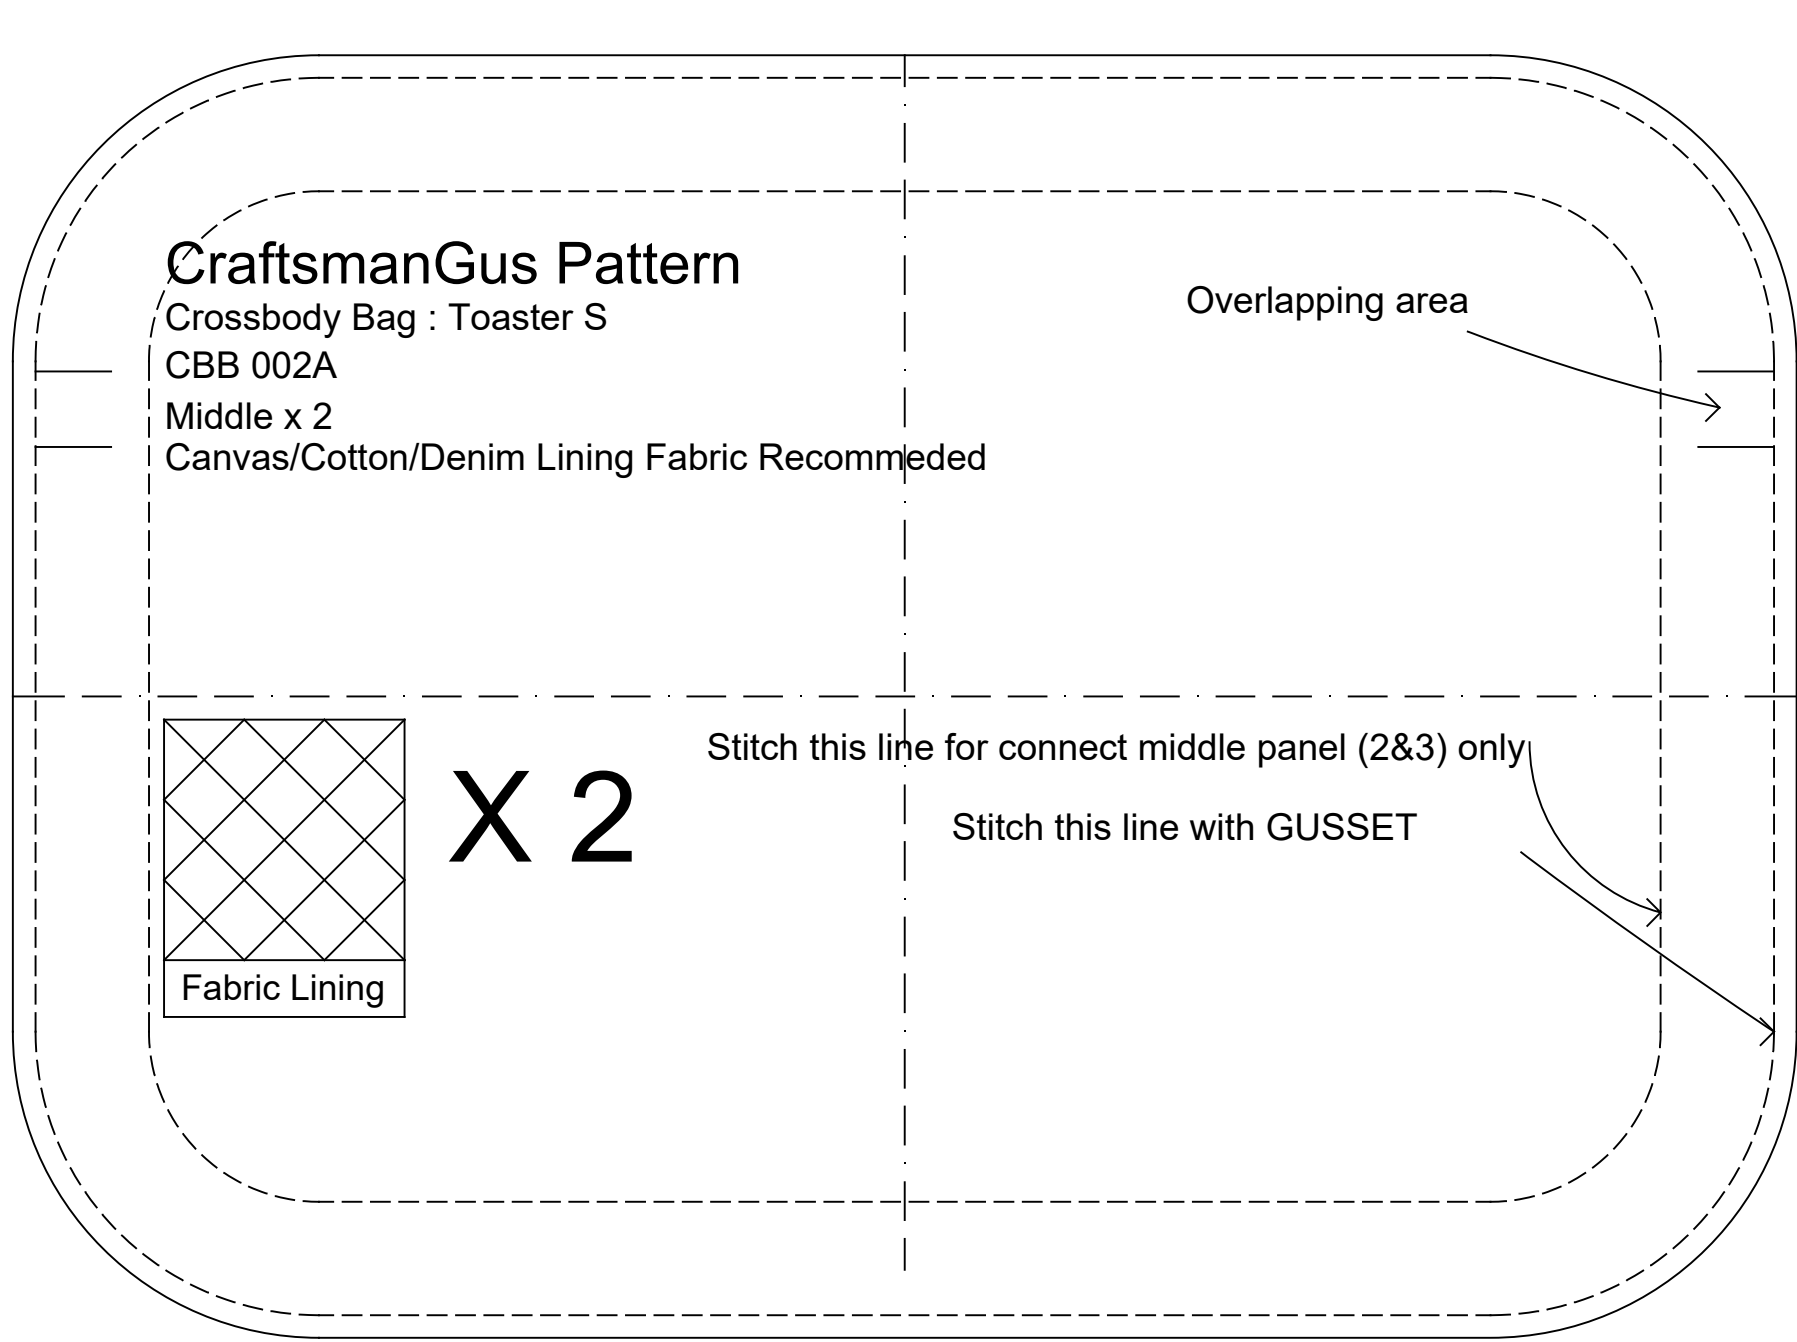 CraftsmanGus Pattern
Crossbody Bag : Toaster S
CBB 002A
Middle x 2
Canvas/Cotton/Denim Lining Fabric Recommeded
Overlapping area
Stitch this line for connect middle panel (2&3) only
Stitch this line with GUSSET
X 2
Fabric Lining